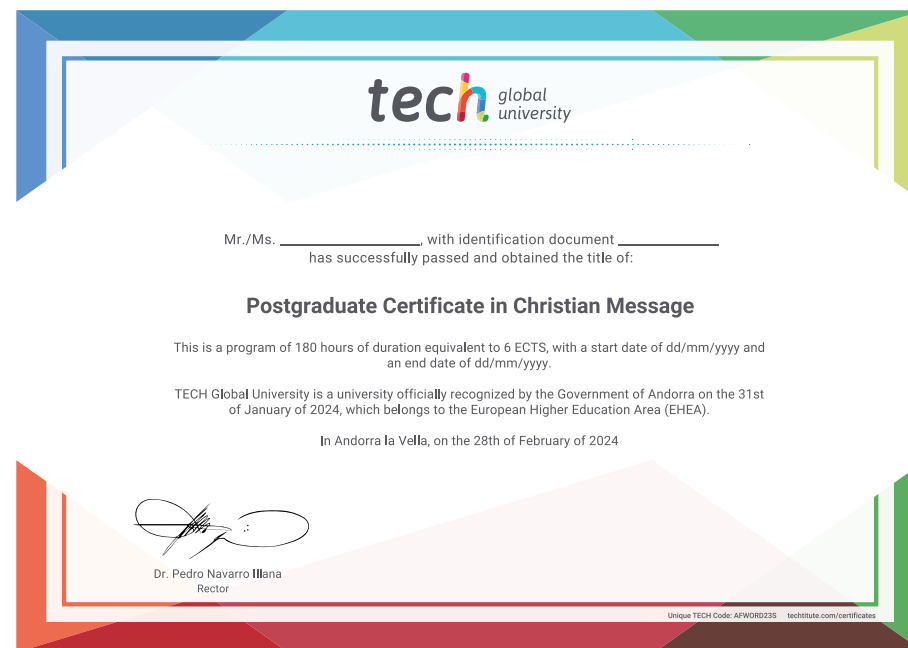 tech global
university
Mr./Ms. ____________________, with identification document ______________
has successfully passed and obtained the title of:
Postgraduate Certificate in Christian Message
This is a program of 180 hours of duration equivalent to 6 ECTS, with a start date of dd/mm/yyyy and
an end date of dd/mm/yyyy.
TECH Global University is a university officially recognized by the Government of Andorra on the 31st
of January of 2024, which belongs to the European Higher Education Area (EHEA).
In Andorra la Vella, on the 28th of February of 2024
Dr. Pedro Navarro Illana
Rector
Unique TECH Code: AFWORD23S techtitute.com/certificates